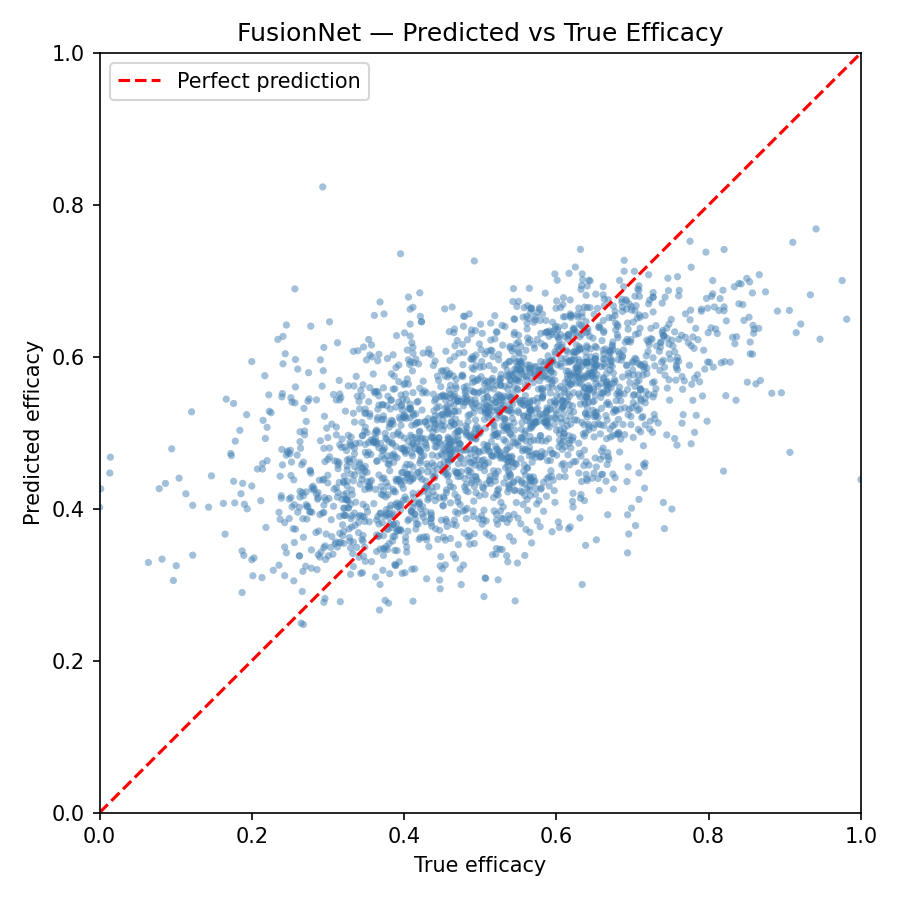 FusionNet — Predicted vs True Efficacy
Perfect prediction
1.0
0.8
0.6
0.4
0.2
0.0
Predicted efficacy
0.0 0.2 0.4 0.6 0.8 1.0
True efficacy